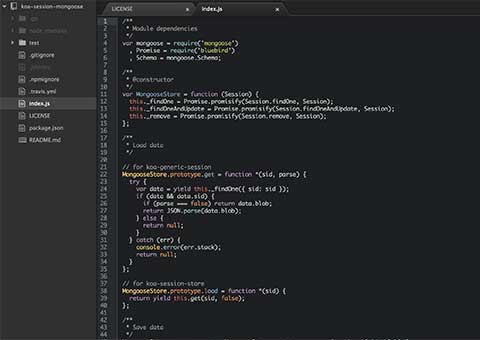 koa-session-mongoose
.git
node_modules
test
.gitignore
.npmignore
.travis.yml
index.js
LICENSE
package.json
README.md
LICENSE
index.js
1 /**
2  * Module dependencies
3  */
4 var mongoose = require('mongoose')
5   , Promise = require('bluebird')
6   , Schema = mongoose.Schema;
7
8 /**
9  * @constructor
10  */
11 var MongooseStore = function (Session) {
12   this._findOne = Promise.promisify(Session.findOne, Session);
13   this._findOneAndUpdate = Promise.promisify(Session.findOneAndUpdate, Session);
14   this._remove = Promise.promisify(Session.remove, Session);
15 };
16
17 /**
18  * Load data
19  */
20
21 // for koa-generic-session
22 MongooseStore.prototype.get = function *(sid, parse) {
23   try {
24     var data = yield this._findOne({ sid: sid });
25     if (data && data.sid) {
26       if (parse === false) return data.blob;
27       return JSON.parse(data.blob);
28     } else {
29       return null;
30     }
31   } catch (err) {
32     console.error(err.stack);
33     return null;
34   }
35 };
36
37 // for koa-session-store
38 MongooseStore.prototype.load = function *(sid) {
39   return yield this.get(sid, false);
40 };
41
42 /**
43  * Save data
44  */